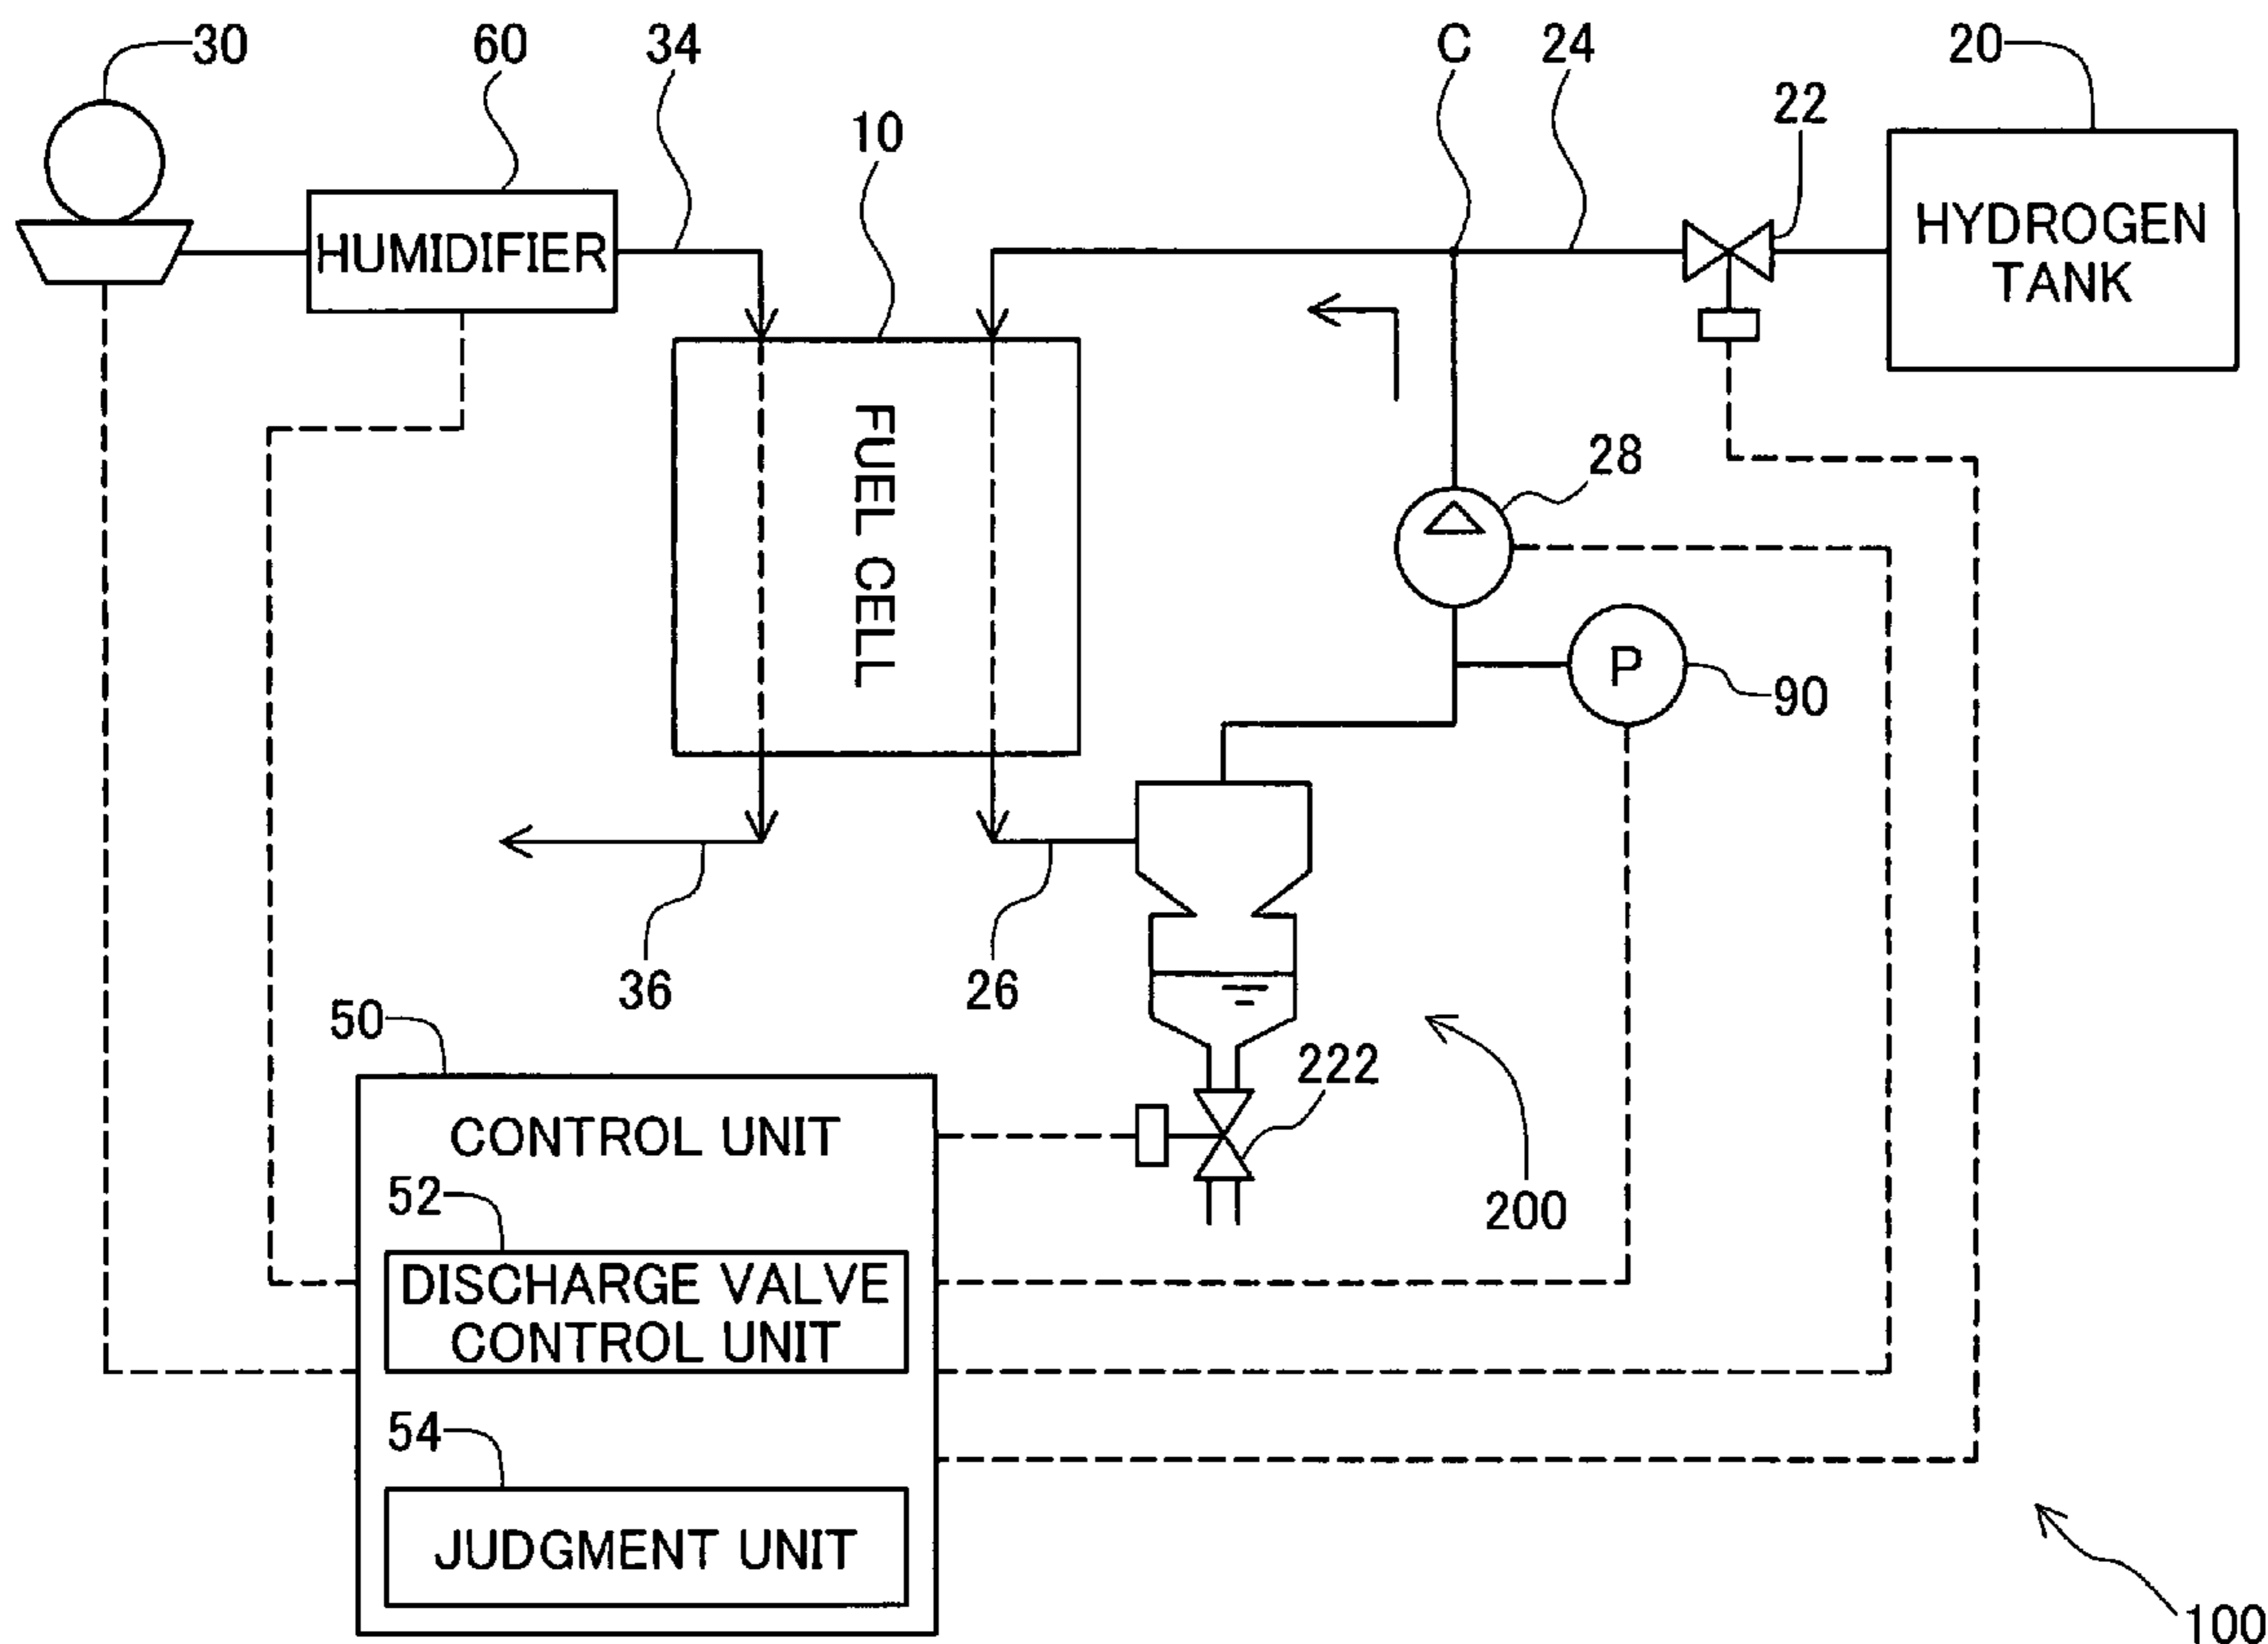 30
60
34
C
24
20
22
10
HUMIDIFIER
HYDROGEN
TANK
FUEL CELL
28
P
90
36
26
50
222
CONTROL UNIT
52
200
DISCHARGE VALVE
CONTROL UNIT
54
JUDGMENT UNIT
100